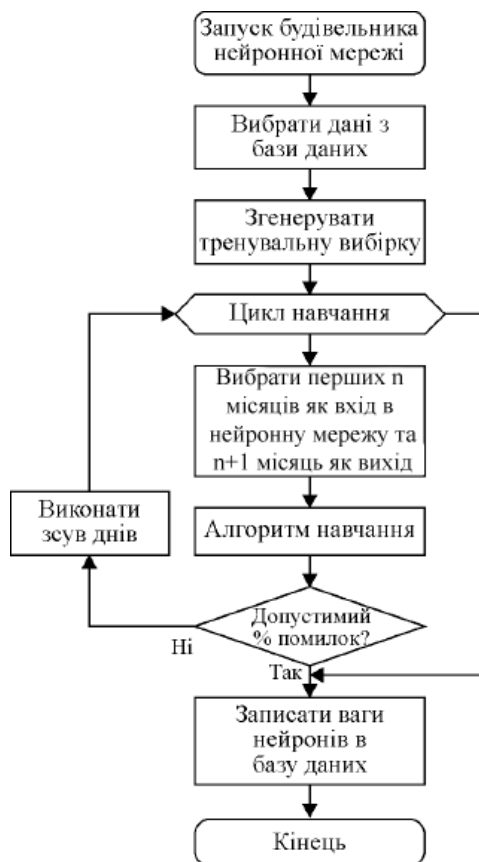 Запуск будівельника
нейронної мережі
Вибрати дані з
бази даних
Згенерувати
тренувальну вибірку
Цикл навчання
Вибрати перших n
місяців як вхід в
нейронну мережу та
n+1 місяць як вихід
Виконати
зсув днів
Алгоритм навчання
Допустимий
% помилок?
Ні
Так
Записати ваги
нейронів в
базу даних
Кінець